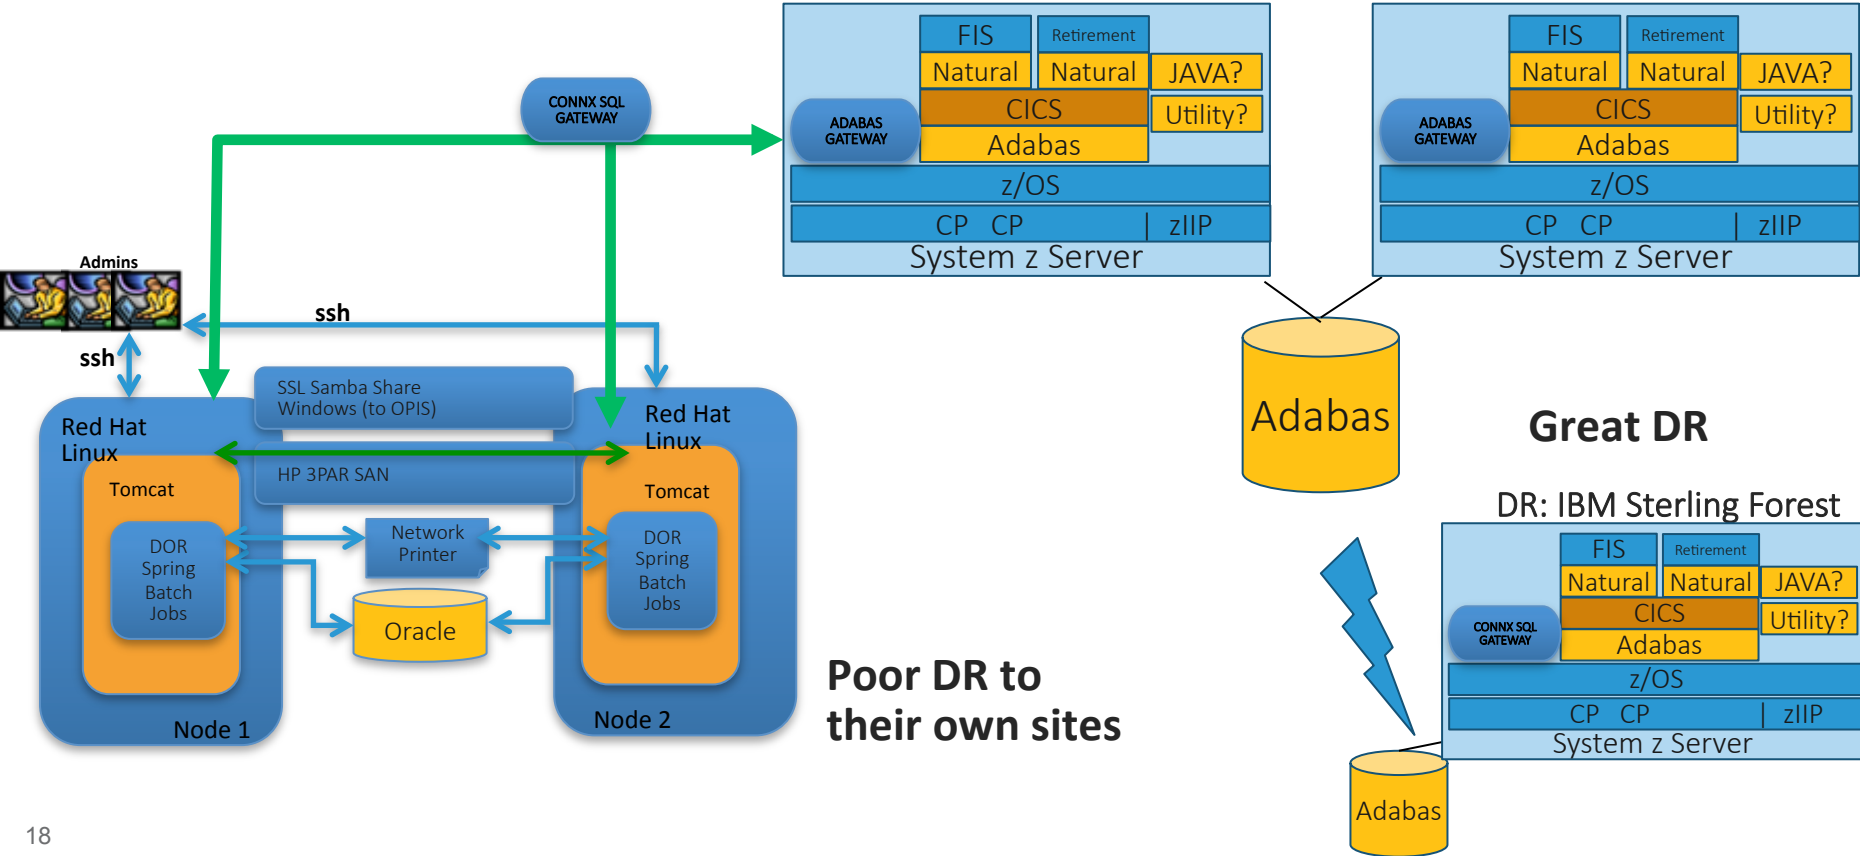 CONNX SQL
GATEWAY
FIS
Retirement
Natural
Natural
JAVA?
CICS
Utility?
ADABAS
GATEWAY
Adabas
z/OS
CP CP | zIIP
System z Server
FIS
Retirement
Natural
Natural
JAVA?
CICS
Utility?
ADABAS
GATEWAY
Adabas
z/OS
CP CP | zIIP
System z Server
Admins
ssh
ssh
SSL Samba Share
Windows (to OPIS)
HP 3PAR SAN
Red Hat
Linux
Tomcat
DOR
Spring
Batch
Jobs
Node 1
Network
Printer
Oracle
Red Hat
Linux
Tomcat
DOR
Spring
Batch
Jobs
Node 2
Adabas
Great DR
Poor DR to
their own sites
DR: IBM Sterling Forest
FIS
Retirement
Natural
Natural
JAVA?
CICS
Utility?
CONNX SQL
GATEWAY
Adabas
z/OS
CP CP | zIIP
System z Server
Adabas
18